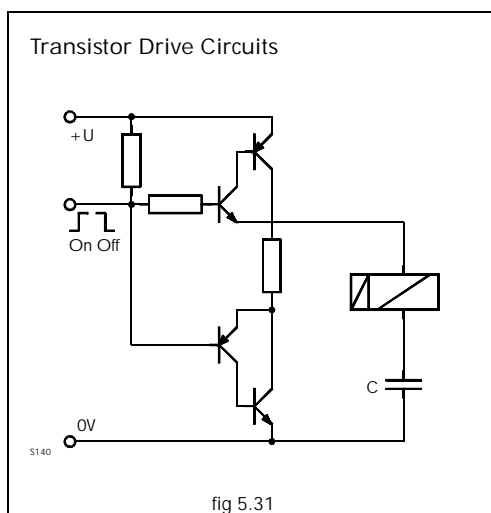 Transistor Drive Circuits
+U
On Off
C
0V
S140
fig 5.31